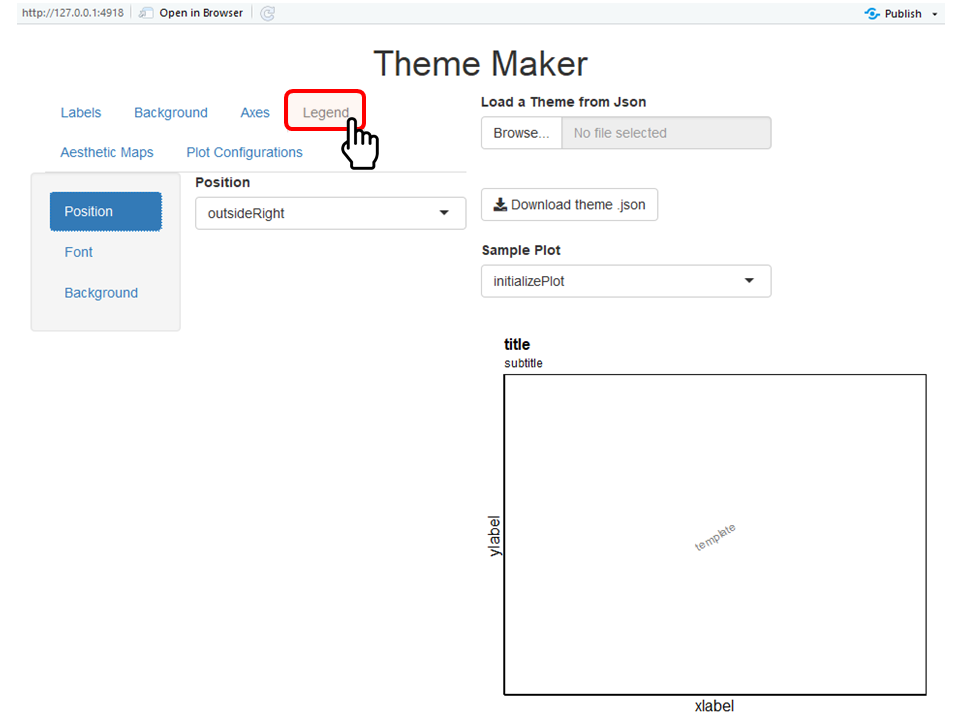 http://127.0.0.1:4918 Open in Browser Publish
Theme Maker
Labels Background Axes Legend
Aesthetic Maps Plot Configurations
Position
Font
Background
Position
outsideRight
Load a Theme from Json
Browse... No file selected
Download theme .json
Sample Plot
initializePlot
title
subtitle
ylabel
template
xlabel